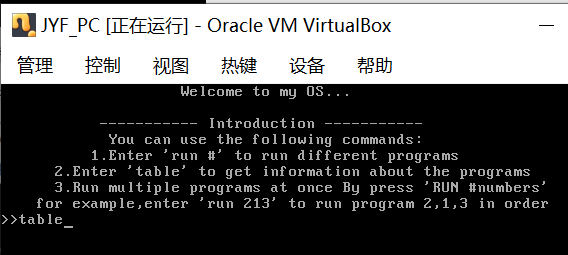 JYF_PC [正在运行] - Oracle VM VirtualBox
管理 控制 视图 热键 设备 帮助
Welcome to my OS...
----------- Introduction -----------
You can use the following commands:
1.Enter 'run #' to run different programs
2.Enter 'table' to get information about the programs
3.Run multiple programs at once By press 'RUN #numbers'
for example,enter 'run 213' to run program 2,1,3 in order
>>table_